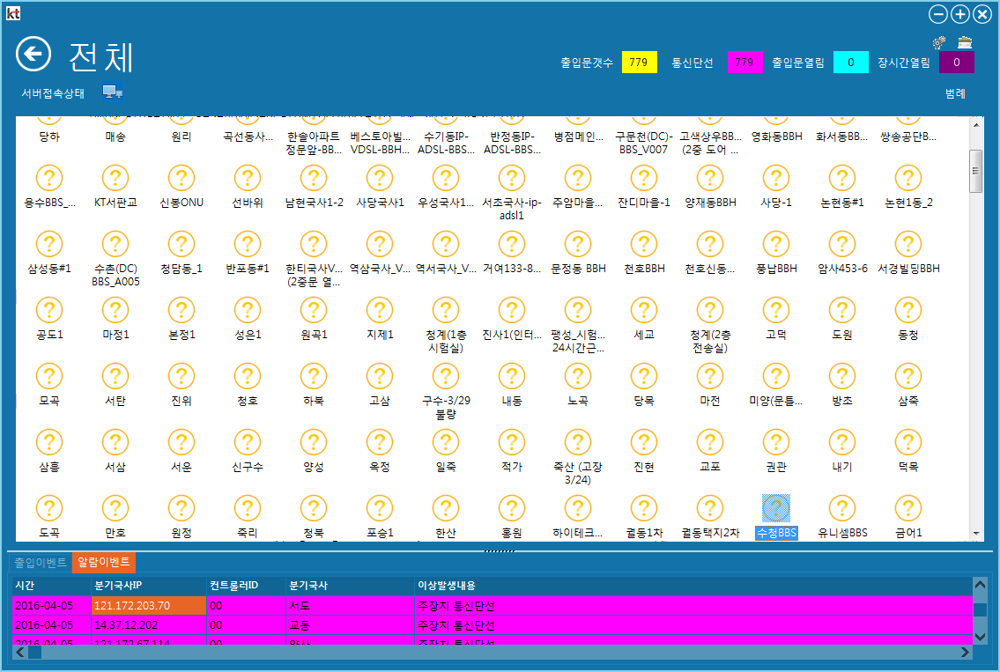 kt
전체
출입문갯수 779 통신단선 779 출입문열림 0 장시간열림 0
서버접속상태
범례
당하 매송 원리 곡선동사... 한솔아파트 정문앞-BB... 베스토아빌... VDSL-BBH... 수기동IP-ADSL-BBS... 반정동IP-ADSL-BBS... 병점메인... 구문천(DC)-BBS_V007 고색상우BB... (2중 도어 ... 영화동BBH 화서동BB... 쌍송공단B...
용수BBS_... KT서판교 신봉ONU 선바위 남현국사1-2 사당국사1 우성국사1... 서초국사-ip-adsl1 주암마을... 잔디마을-1 양재동BBH 사당-1 논현동#1 논현1동_2
삼성동#1 수촌(DC) BBS_A005 청담동_1 반포동#1 한티국사V... (2중문 열... 역삼국사_V... 역서국사_V... 거여133-8... 문정동 BBH 천호BBH 천호신동... 풍납BBH 암사453-6 서경빌딩BBH
공도1 마정1 본정1 성은1 원곡1 지제1 청계(1층 시험실) 진사1(인터... 팽성_시험... 24시간근... 세교 청계(2층 전송실) 고덕 도원 동청
모곡 서탄 진위 청호 하북 고삼 구수-3/29 불량 내동 노곡 당목 마전 미양(문틀... 방초 삼죽
삼흥 서삼 서운 신구수 양성 옥정 일죽 적가 죽산 (고장 3/24) 진현 교포 권관 내기 덕목
도곡 만호 원정 죽리 청북 포승1 한산 홍원 하이테크... 궐동1차 궐동택지2차 수청BBS 유니셈BBS 금어1
출입이벤트 알람이벤트
시간 분기국사IP 컨트롤러ID 분기국사 이상발생내용
2016-04-05 121.172.203.70 00 서도 주장치 통신단선
2016-04-05 14.37.12.202 00 교동 주장치 통신단선
2016-04-05 121.172.67.114 00 주장치 통신단선